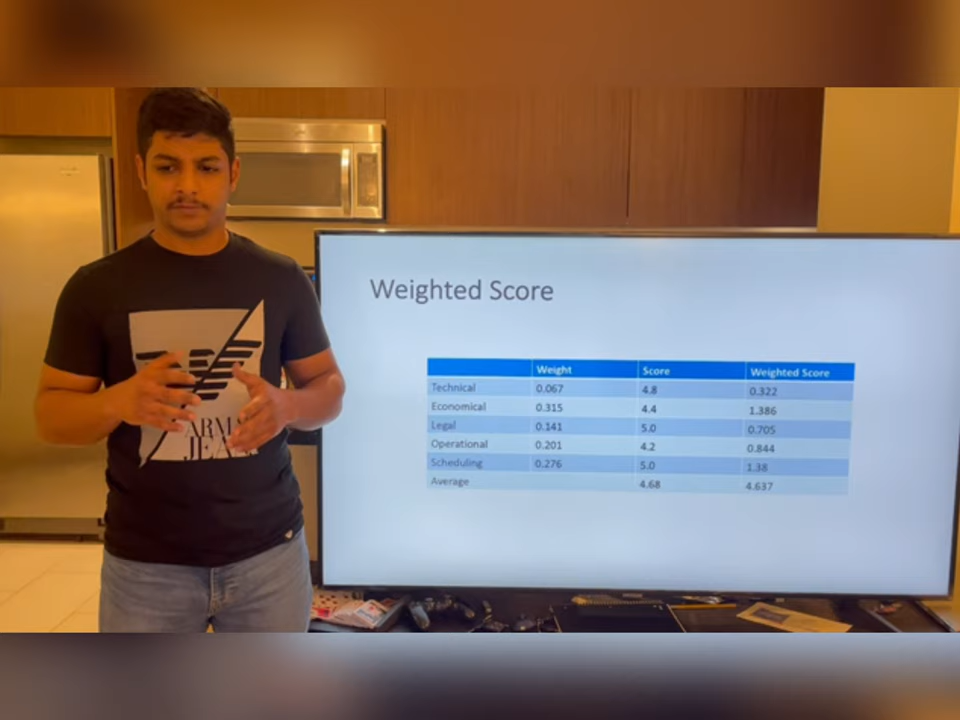 Weighted Score
Weight Score Weighted Score
Technical 0.067 4.8 0.322
Economical 0.315 4.4 1.386
Legal 0.141 5.0 0.705
Operational 0.201 4.2 0.844
Scheduling 0.276 5.0 1.38
Average 4.68 4.637
ARMA
JEA